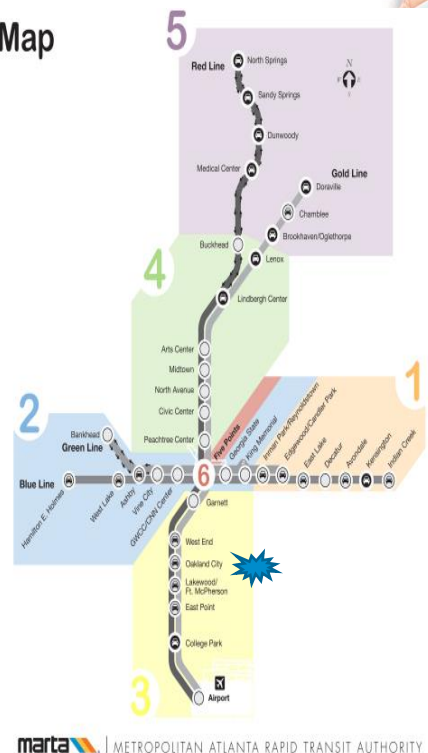 Map
5
Red Line
North Springs
N
Sandy Springs
Dunwoody
Medical Center
Gold Line
Doraville
Chamblee
Brookhaven/Oglethorpe
Buckhead
Lenox
4
Lindbergh Center
Arts Center
Midtown
North Avenue
Civic Center
Peachtree Center
1
2
Bankhead
Green Line
Blue Line
Hamilton E. Holmes
West Lake
Ashby
Vine City
GWCC/CNN Center
6
Five Points
Georgia State
King Memorial
Inman Park/Reynoldstown
Edgewood/Candler Park
East Lake
Decatur
Avondale
Kensington
Indian Creek
Garnett
West End
Oakland City
Lakewood/
Ft. McPherson
East Point
College Park
3
Airport
marta | METROPOLITAN ATLANTA RAPID TRANSIT AUTHORITY